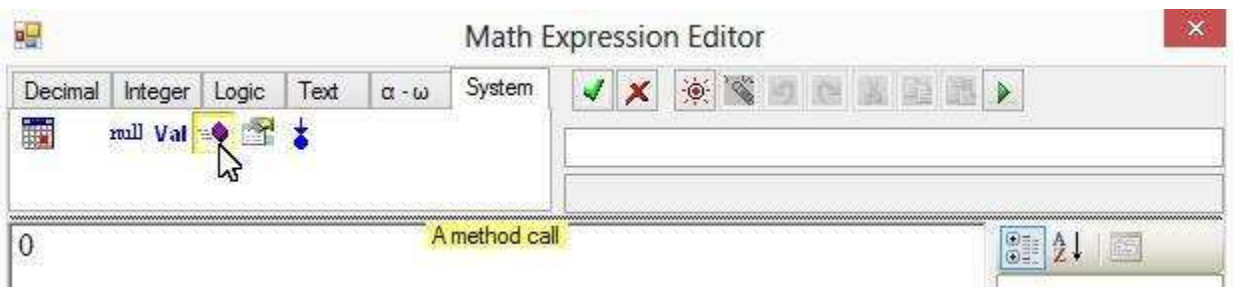 Math Expression Editor
Decimal Integer Logic Text α - ω System
null Val
A method call
0